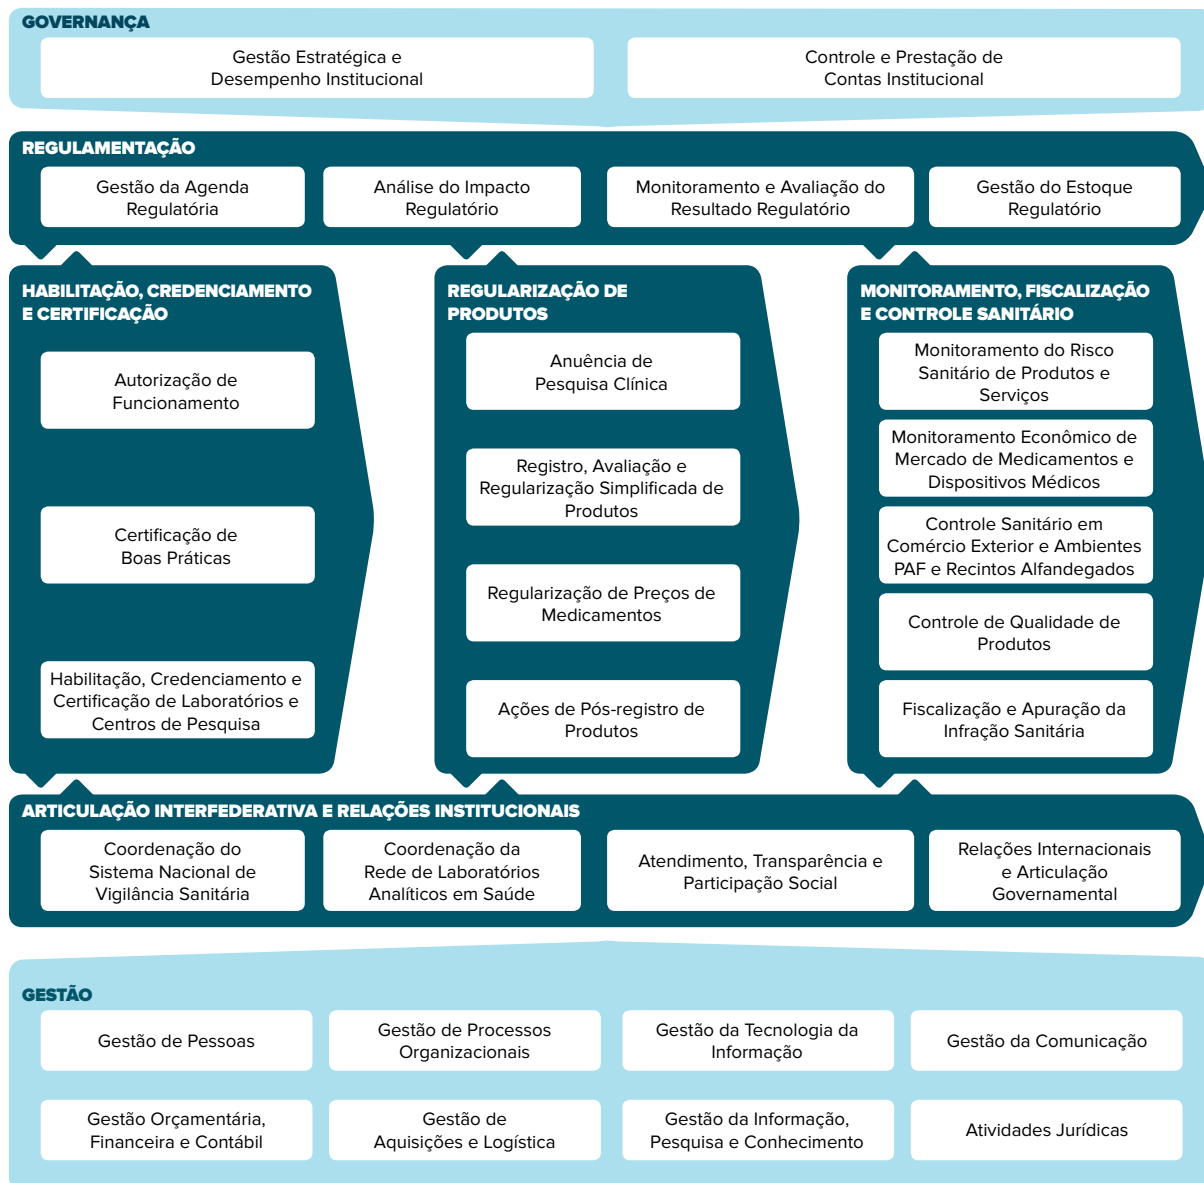 GOVERNANÇA
Gestão Estratégica e
Desempenho Institucional
Controle e Prestação de
Contas Institucional
REGULAMENTAÇÃO
Gestão da Agenda
Regulatória
Análise do Impacto
Regulatório
Monitoramento e Avaliação do
Resultado Regulatório
Gestão do Estoque
Regulatório
HABILITAÇÃO, CREDENCIAMENTO
E CERTIFICAÇÃO
Autorização de
Funcionamento
Certificação de
Boas Práticas
Habilitação, Credenciamento e
Certificação de Laboratórios e
Centros de Pesquisa
REGULARIZAÇÃO DE
PRODUTOS
Anuência de
Pesquisa Clínica
Registro, Avaliação e
Regularização Simplificada de
Produtos
Regularização de Preços de
Medicamentos
Ações de Pós-registro de
Produtos
MONITORAMENTO, FISCALIZAÇÃO
E CONTROLE SANITÁRIO
Monitoramento do Risco
Sanitário de Produtos e
Serviços
Monitoramento Econômico de
Mercado de Medicamentos e
Dispositivos Médicos
Controle Sanitário em
Comércio Exterior e Ambientes
PAF e Recintos Alfandegados
Controle de Qualidade de
Produtos
Fiscalização e Apuração da
Infração Sanitária
ARTICULAÇÃO INTERFEDERATIVA E RELAÇÕES INSTITUCIONAIS
Coordenação do
Sistema Nacional de
Vigilância Sanitária
Coordenação da
Rede de Laboratórios
Analíticos em Saúde
Atendimento, Transparência e
Participação Social
Relações Internacionais
e Articulação
Governamental
GESTÃO
Gestão de Pessoas
Gestão de Processos
Organizacionais
Gestão da Tecnologia da
Informação
Gestão da Comunicação
Gestão Orçamentária,
Financeira e Contábil
Gestão de
Aquisições e Logística
Gestão da Informação,
Pesquisa e Conhecimento
Atividades Jurídicas